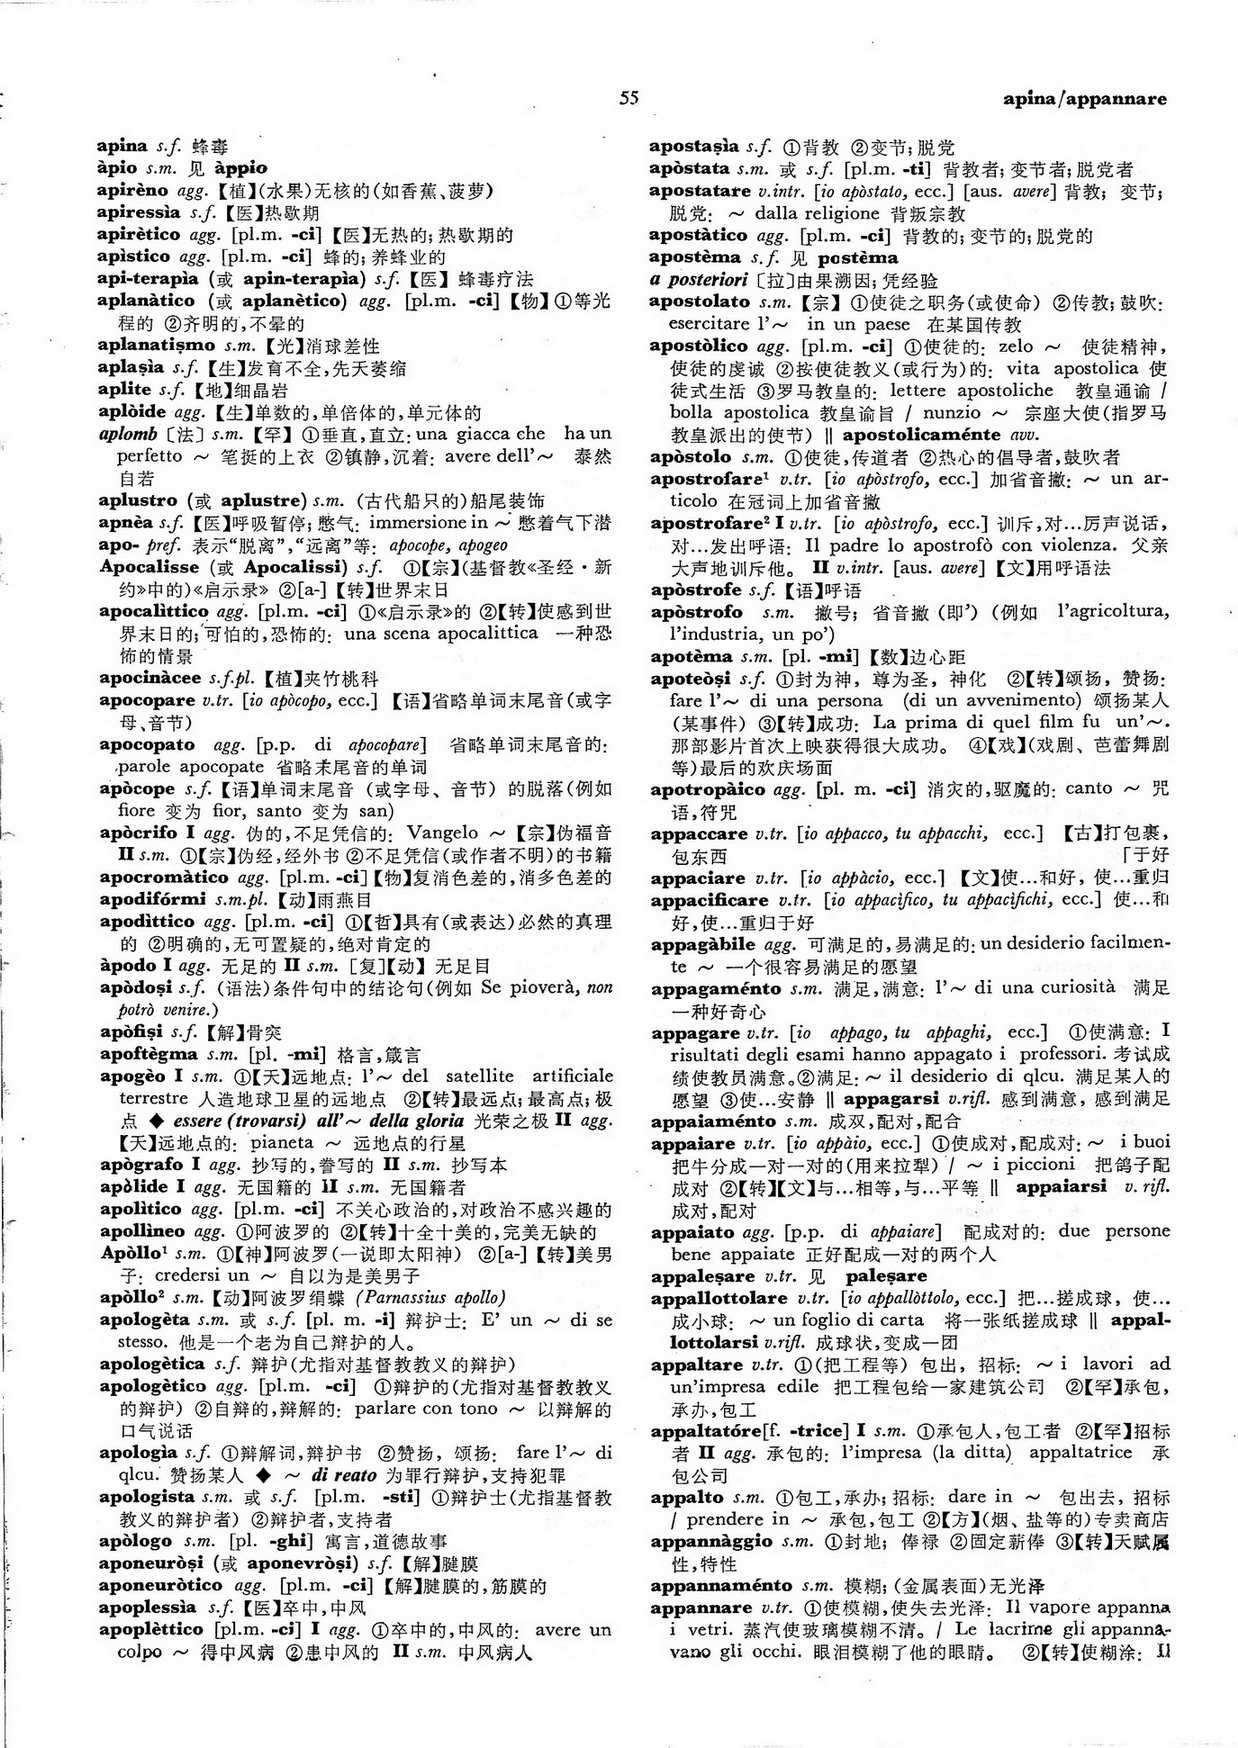 55
apina/appannare
apina s.f. 蜂毒
àpio s.m. 见 àppio
apirèno agg.【植】(水果)无核的(如香蕉、菠萝)
apiressìa s.f.【医】热歇期
apirètico agg. [pl.m. -ci]【医】无热的; 热歇期的
apìstico agg. [pl.m. -ci] 蜂的; 养蜂业的
api-terapìa (或 apin-terapìa) s.f.【医】蜂毒疗法
aplanàtico (或 aplanètico) agg. [pl.m. -ci]【物】①等光
程的 ②齐明的,不晕的
aplanatiṣmo s.m.【光】消球差性
aplaṣìa s.f.【生】发育不全,先天萎缩
aplite s.f.【地】细晶岩
aplòide agg.【生】单数的,单倍体的,单元体的
aplomb〔法〕s.m.【罕】①垂直,直立: una giacca che ha un
perfetto ～ 笔挺的上衣 ②镇静,沉着: avere dell'～ 泰然
自若
aplustro (或 aplustre) s.m. (古代船只的)船尾装饰
apnèa s.f.【医】呼吸暂停; 憋气: immersione in ～ 憋着气下潜
apo- pref. 表示“脱离”,“远离”等: apocope, apogeo
Apocalisse (或 Apocalissi) s.f. ①【宗】(基督教《圣经·新
约》中的)《启示录》 ②[a-]【转】世界末日
apocalìttico agg. [pl.m. -ci] ①《启示录》的 ②【转】使感到世
界末日的; 可怕的,恐怖的: una scena apocalittica 一种恐
怖的情景
apocinàcee s.f.pl.【植】夹竹桃科
apocopare v.tr. [io apòcopo, ecc.]【语】省略单词末尾音(或字
母、音节)
apocopato agg. [p.p. di apocopare] 省略单词末尾音的:
parole apocopate 省略末尾音的单词
apòcope s.f.【语】单词末尾音 (或字母、音节) 的脱落(例如
fiore 变为 fior, santo 变为 san)
apòcrifo I agg. 伪的,不足凭信的: Vangelo ～【宗】伪福音
II s.m. ①【宗】伪经,经外书 ②不足凭信(或作者不明)的书籍
apocromàtico agg. [pl.m. -ci]【物】复消色差的,消多色差的
apodifórmi s.m.pl.【动】雨燕目
apodìttico agg. [pl.m. -ci] ①【哲】具有(或表达)必然的真理
的 ②明确的,无可置疑的,绝对肯定的
àpodo I agg. 无足的 II s.m. [复]【动】无足目
apòdoṣi s.f. (语法)条件句中的结论句(例如 Se pioverà, non
potrò venire.)
apòfiṣi s.f.【解】骨突
apoftègma s.m. [pl. -mi] 格言,箴言
apogèo I s.m. ①【天】远地点: l'～ del satellite artificiale
terrestre 人造地球卫星的远地点 ②【转】最远点; 最高点; 极
点 ◆ essere (trovarsi) all'～ della gloria 光荣之极 II agg.
【天】远地点的: pianeta ～ 远地点的行星
apògrafo I agg. 抄写的,誊写的 II s.m. 抄写本
apòlide I agg. 无国籍的 II s.m. 无国籍者
apolìtico agg. [pl.m. -ci] 不关心政治的,对政治不感兴趣的
apollìneo agg. ①阿波罗的 ②【转】十全十美的,完美无缺的
Apòllo¹ s.m. ①【神】阿波罗(一说即太阳神) ②[a-]【转】美男
子: credersi un ～ 自以为是美男子
apòllo² s.m.【动】阿波罗绢蝶 (Parnassius apollo)
apologèta s.m. 或 s.f. [pl. m. -i] 辩护士: E' un ～ di se
stesso. 他是一个老为自己辩护的人。
apologètica s.f. 辩护(尤指对基督教教义的辩护)
apologètico agg. [pl.m. -ci] ①辩护的(尤指对基督教教义
的辩护) ②自辩的,辩解的: parlare con tono ～ 以辩解的
口气说话
apologìa s.f. ①辩解词,辩护书 ②赞扬, 颂扬: fare l'～ di
qlcu. 赞扬某人 ◆ ～ di reato 为罪行辩护,支持犯罪
apologista s.m. 或 s.f. [pl.m. -sti] ①辩护士(尤指基督教
教义的辩护者) ②辩护者,支持者
apòlogo s.m. [pl. -ghi] 寓言,道德故事
aponeuròṣi (或 aponevròṣi) s.f.【解】腱膜
aponeuròtico agg. [pl.m. -ci]【解】腱膜的,筋膜的
apoplessìa s.f.【医】卒中,中风
apoplèttico [pl.m. -ci] I agg. ①卒中的,中风的: avere un
colpo ～ 得中风病 ②患中风的 II s.m. 中风病人
apostaṣìa s.f. ①背教 ②变节; 脱党
apòstata s.m. 或 s.f. [pl.m. -ti] 背教者; 变节者; 脱党者
apostatare v.intr. [io apòstato, ecc.] [aus. avere] 背教; 变节;
脱党: ～ dalla religione 背叛宗教
apostàtico agg. [pl.m. -ci] 背教的; 变节的; 脱党的
apostèma s.f. 见 postèma
a posteriori〔拉〕由果溯因; 凭经验
apostolato s.m.【宗】①使徒之职务(或使命) ②传教; 鼓吹:
esercitare l'～ in un paese 在某国传教
apostòlico agg. [pl.m. -ci] ①使徒的: zelo ～ 使徒精神,
使徒的虔诚 ②按使徒教义(或行为)的: vita apostolica 使
徒式生活 ③罗马教皇的: lettere apostoliche 教皇通谕 /
bolla apostolica 教皇谕旨 / nunzio ～ 宗座大使(指罗马
教皇派出的使节) ‖ apostolicaménte avv.
apòstolo s.m. ①使徒,传道者 ②热心的倡导者,鼓吹者
apostrofare¹ v.tr. [io apòstrofo, ecc.] 加省音撇: ～ un ar-
ticolo 在冠词上加省音撇
apostrofare² I v.tr. [io apòstrofo, ecc.] 训斥,对…厉声说话,
对…发出呼语: Il padre lo apostrofò con violenza. 父亲
大声地训斥他。 II v.intr. [aus. avere]【文】用呼语法
apòstrofe s.f.【语】呼语
apòstrofo s.m. 撇号; 省音撇 (即’) (例如 l'agricoltura,
l'industria, un po')
apotèma s.m. [pl. -mi]【数】边心距
apoteòṣi s.f. ①封为神, 尊为圣, 神化 ②【转】颂扬, 赞扬:
fare l'～ di una persona (di un avvenimento) 颂扬某人
(某事件) ③【转】成功: La prima di quel film fu un'～.
那部影片首次上映获得很大成功。 ④【戏】(戏剧、芭蕾舞剧
等)最后的欢庆场面
apotropàico agg. [pl. m. -ci] 消灾的,驱魔的: canto ～ 咒
语,符咒
appaccare v.tr. [io appacco, tu appacchi, ecc.]【古】打包裹,
包东西 「于好
appaciare v.tr. [io appàcio, ecc.]【文】使…和好, 使…重归
appacificare v.tr. [io appacifico, tu appacifichi, ecc.] 使…和
好,使…重归于好
appagàbile agg. 可满足的,易满足的: un desiderio facilmen-
te ～ 一个很容易满足的愿望
appagaménto s.m. 满足,满意: l'～ di una curiosità 满足
一种好奇心
appagare v.tr. [io appago, tu appaghi, ecc.] ①使满意: I
risultati degli esami hanno appagato i professori. 考试成
绩使教员满意。②满足: ～ il desiderio di qlcu. 满足某人的
愿望 ③使…安静 ‖ appagarsi v.rifl. 感到满意, 感到满足
appaiaménto s.m. 成双,配对,配合
appaiare v.tr. [io appàio, ecc.] ①使成对,配成对: ～ i buoi
把牛分成一对一对的(用来拉犁) / ～ i piccioni 把鸽子配
成对 ②【转】【文】与…相等,与…平等 ‖ appaiarsi v. rifl.
成对,配对
appaiato agg. [p.p. di appaiare] 配成对的: due persone
bene appaiate 正好配成一对的两个人
appaleṣare v.tr. 见 paleṣare
appallottolare v.tr. [io appallòttolo, ecc.] 把…搓成球, 使…
成小球: ～ un foglio di carta 将一张纸搓成球 ‖ appal-
lottolarsi v.rifl. 成球状,变成一团
appaltare v.tr. ①(把工程等) 包出, 招标: ～ i lavori ad
un'impresa edile 把工程包给一家建筑公司 ②【罕】承包,
承办,包工
appaltatóre[f. -trice] I s.m. ①承包人,包工者 ②【罕】招标
者 II agg. 承包的: l'impresa (la ditta) appaltatrice 承
包公司
appalto s.m. ①包工,承办; 招标: dare in ～ 包出去, 招标
/ prendere in ～ 承包,包工 ②【方】(烟、盐等的)专卖商店
appannàggio s.m. ①封地; 俸禄 ②固定薪俸 ③【转】天赋属
性,特性
appannaménto s.m. 模糊; (金属表面)无光泽
appannare v.tr. ①使模糊,使失去光泽: Il vapore appanna
i vetri. 蒸汽使玻璃模糊不清。/ Le lacrime gli appanna-
vano gli occhi. 眼泪模糊了他的眼睛。 ②【转】使糊涂: Il